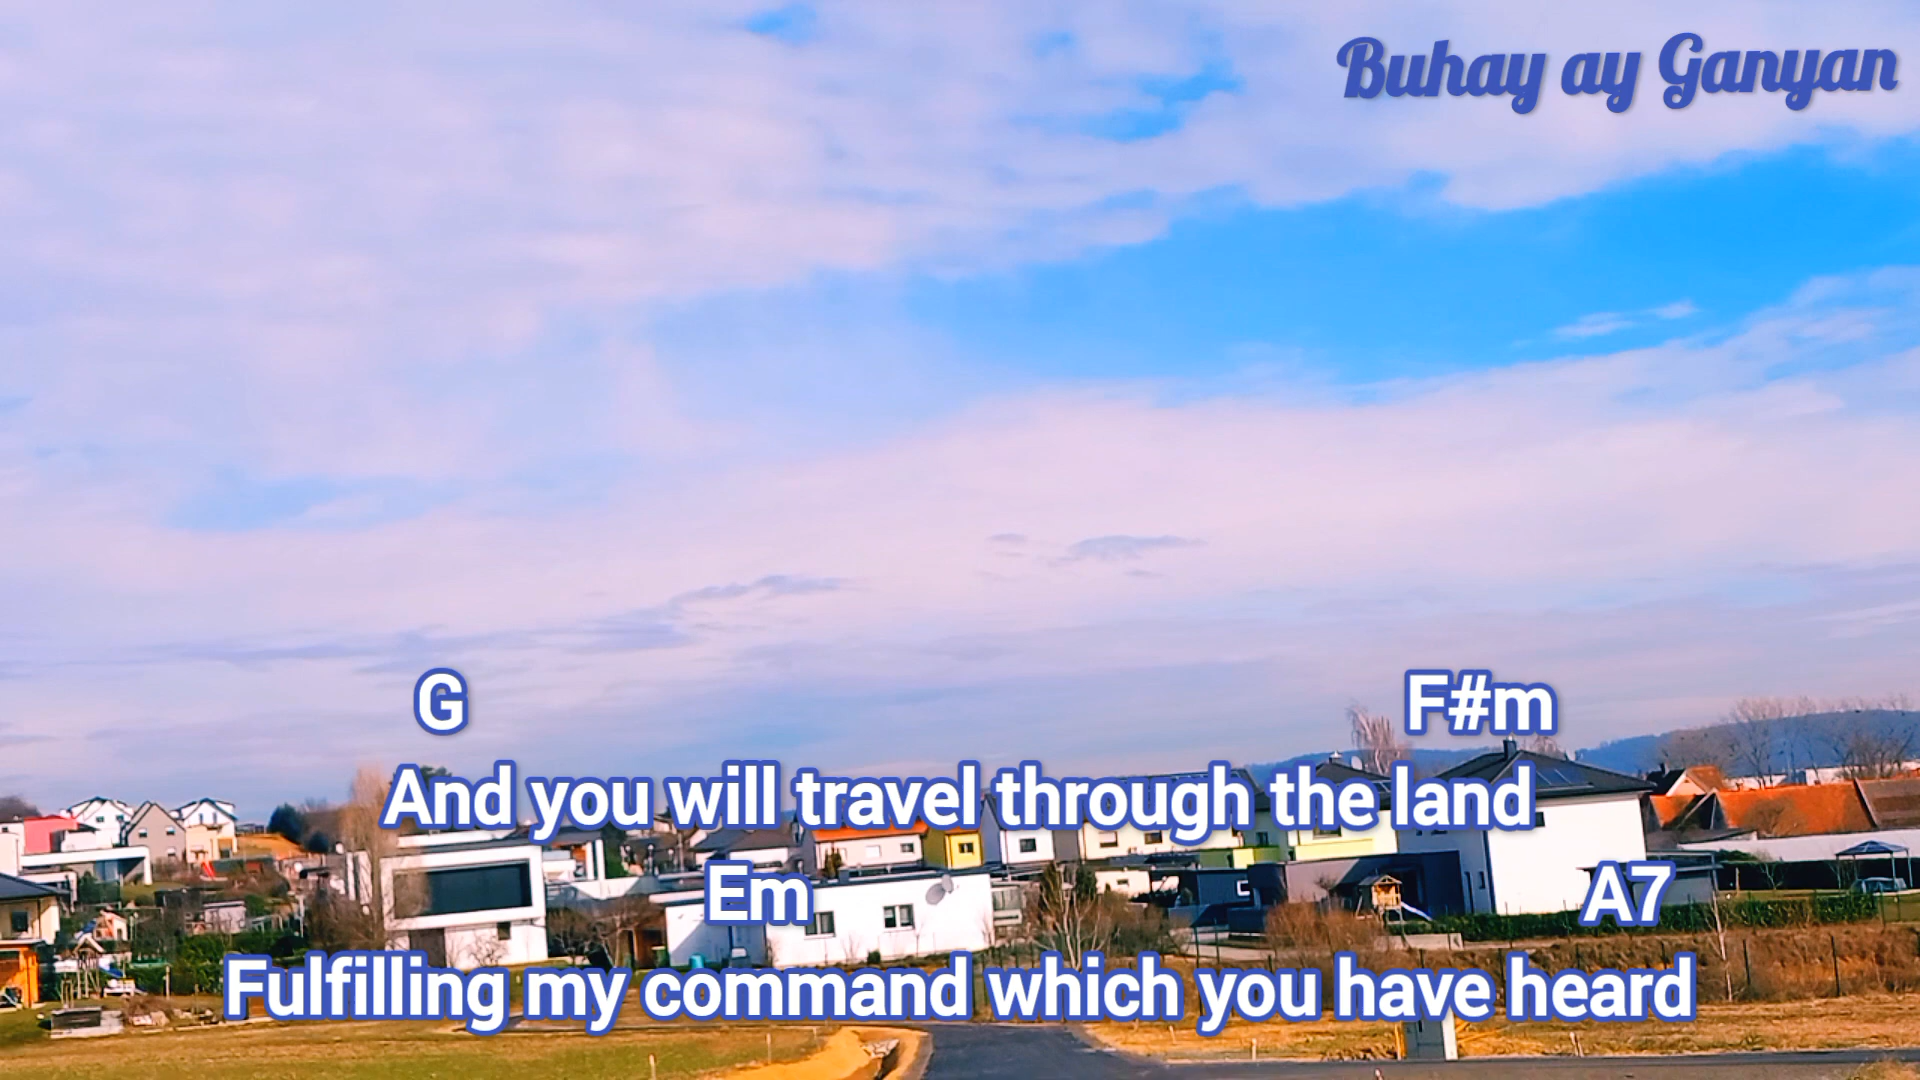 Buhay ay Ganyan
G F#m
And you will travel through the land
Em A7
Fulfilling my command which you have heard